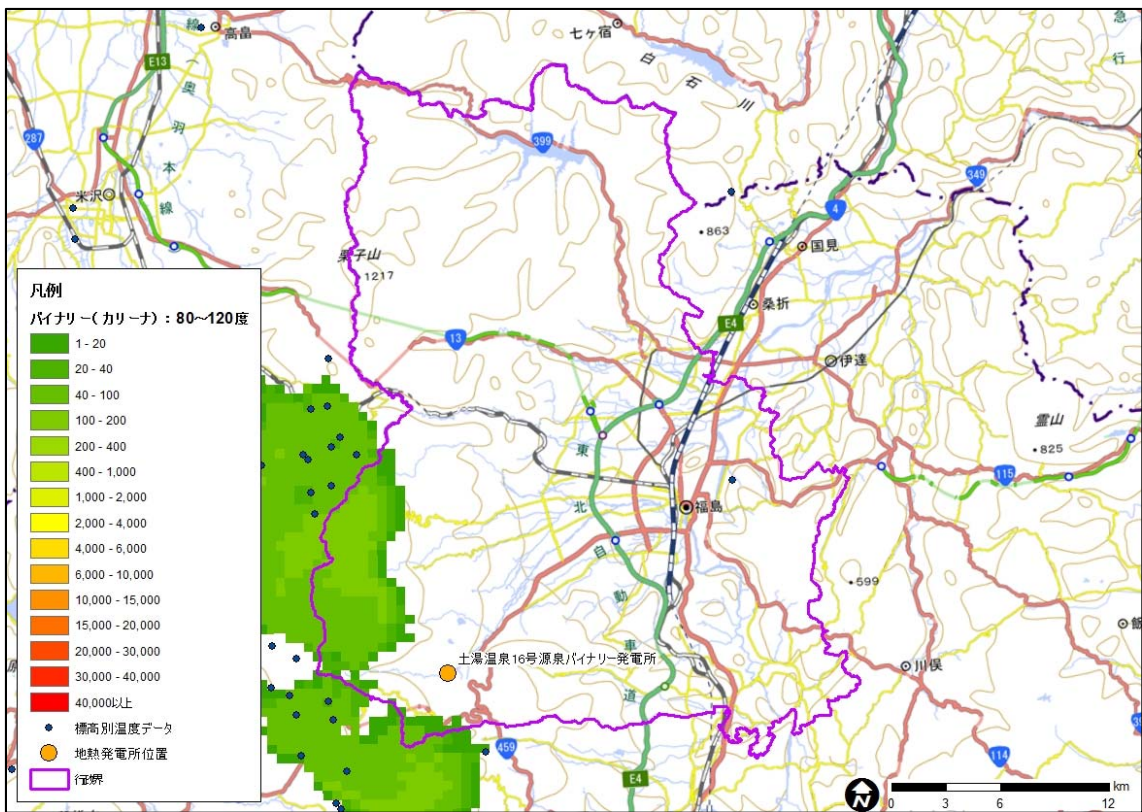 線
高畠
七ヶ宿
急
行
E13
奥
羽
本
線
白
石
川
287
399
349
米沢
4
863
国見
栗子山
1217
桑折
E4
13
伊達
霊山
825
115
東
北
自
動
車
道
福島
599
飯
土湯温泉16号源泉バイナリー発電所
川俣
459
114
E4
凡例
バイナリー(カリーナ):80~120度
1 - 20
20 - 40
40 - 100
100 - 200
200 - 400
400 - 1,000
1,000 - 2,000
2,000 - 4,000
4,000 - 6,000
6,000 - 10,000
10,000 - 15,000
15,000 - 20,000
20,000 - 30,000
30,000 - 40,000
40,000以上
標高別温度データ
地熱発電所位置
行政界
N
km
0 3 6 12